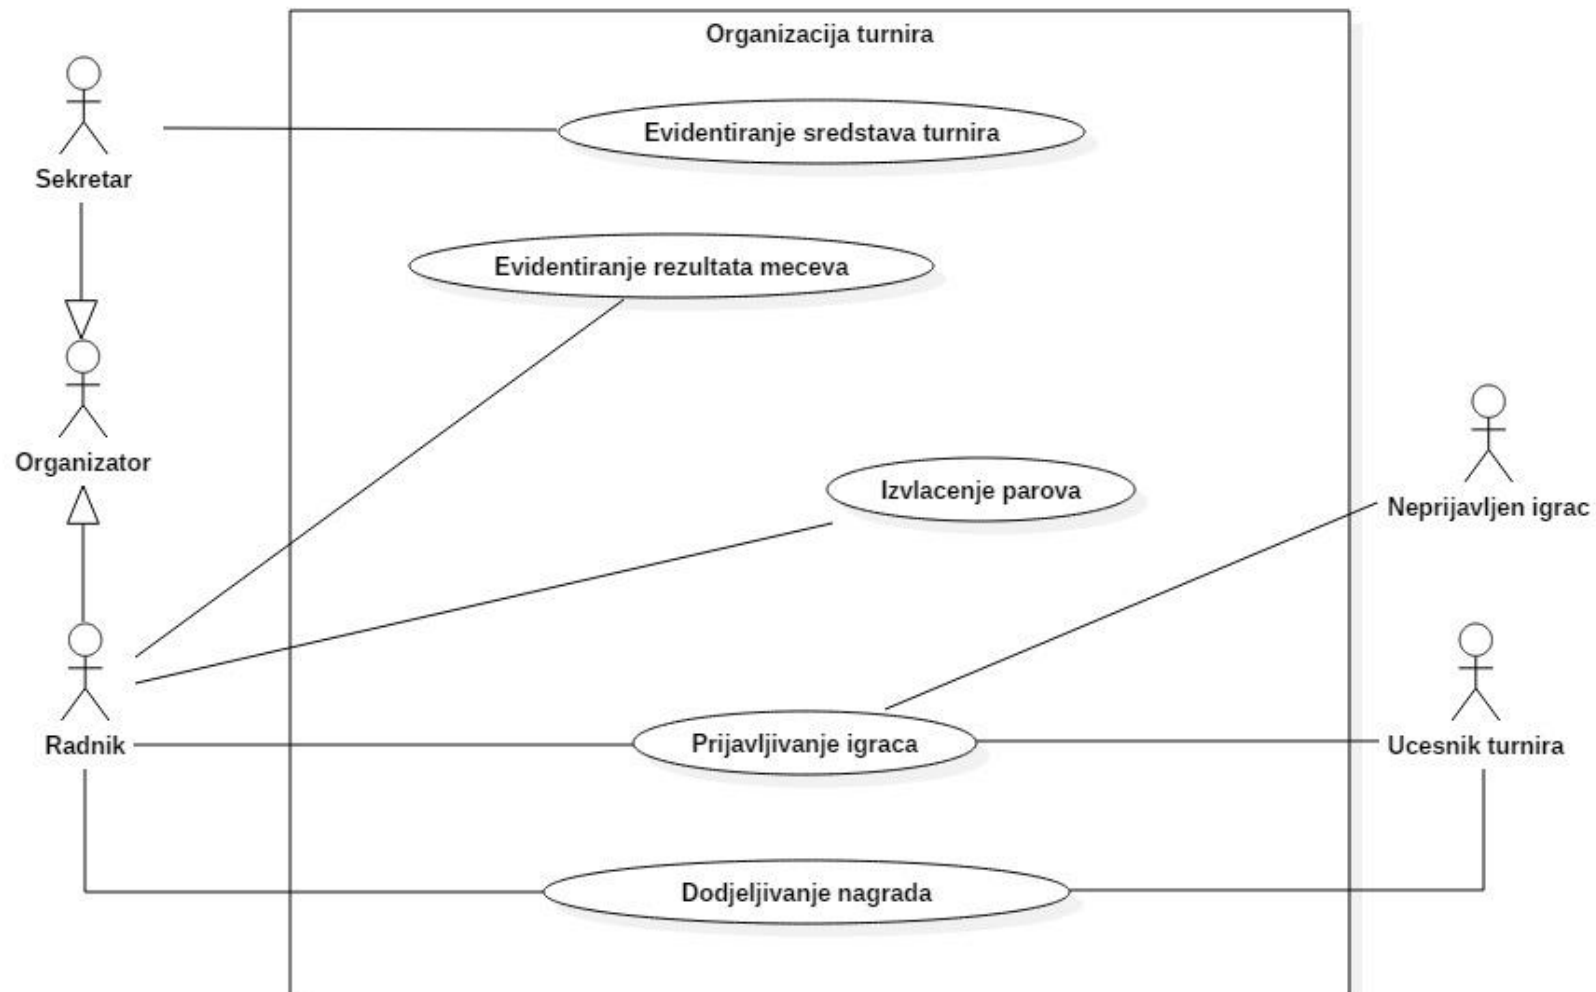 Organizacija turnira
Evidentiranje sredstava turnira
Sekretar
Evidentiranje rezultata meceva
Organizator
Izvlacenje parova
Neprijavljen igrac
Radnik
Prijavljivanje igraca
Ucesnik turnira
Dodjeljivanje nagrada